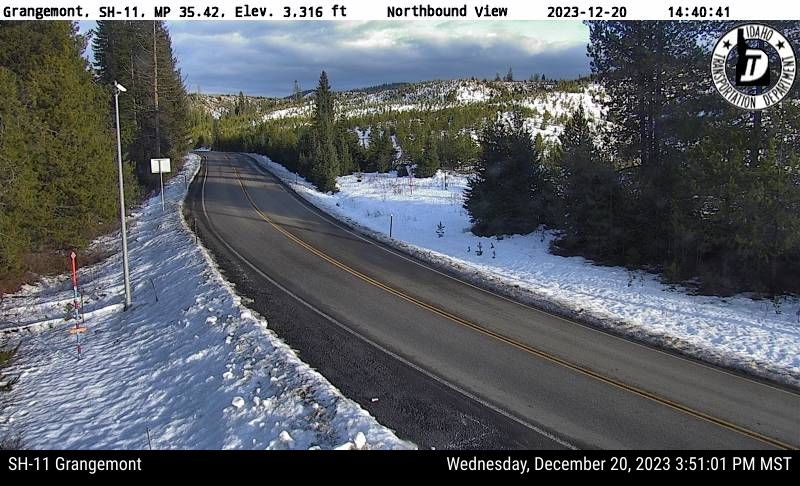 Grangemont, SH-11, MP 35.42, Elev. 3,316 ft Northbound View 2023-12-20 14:40:41
IDAHO
TRANSPORTATION DEPARTMENT
SH-11 Grangemont Wednesday, December 20, 2023 3:51:01 PM MST